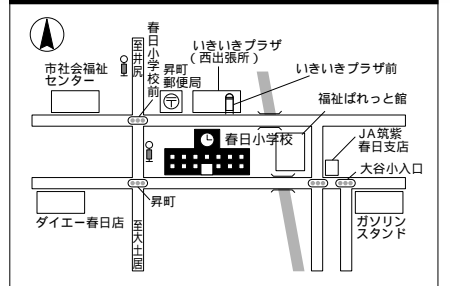 至井尻
春日小学校前
市社会福祉
センター
昇町
郵便局
〒
いきいきプラザ
(西出張所)
いきいきプラザ前
福祉ぱれっと館
春日小学校
JA筑紫
春日支店
大谷小入口
昇町
ダイエー春日店
至大土居
ガソリン
スタンド